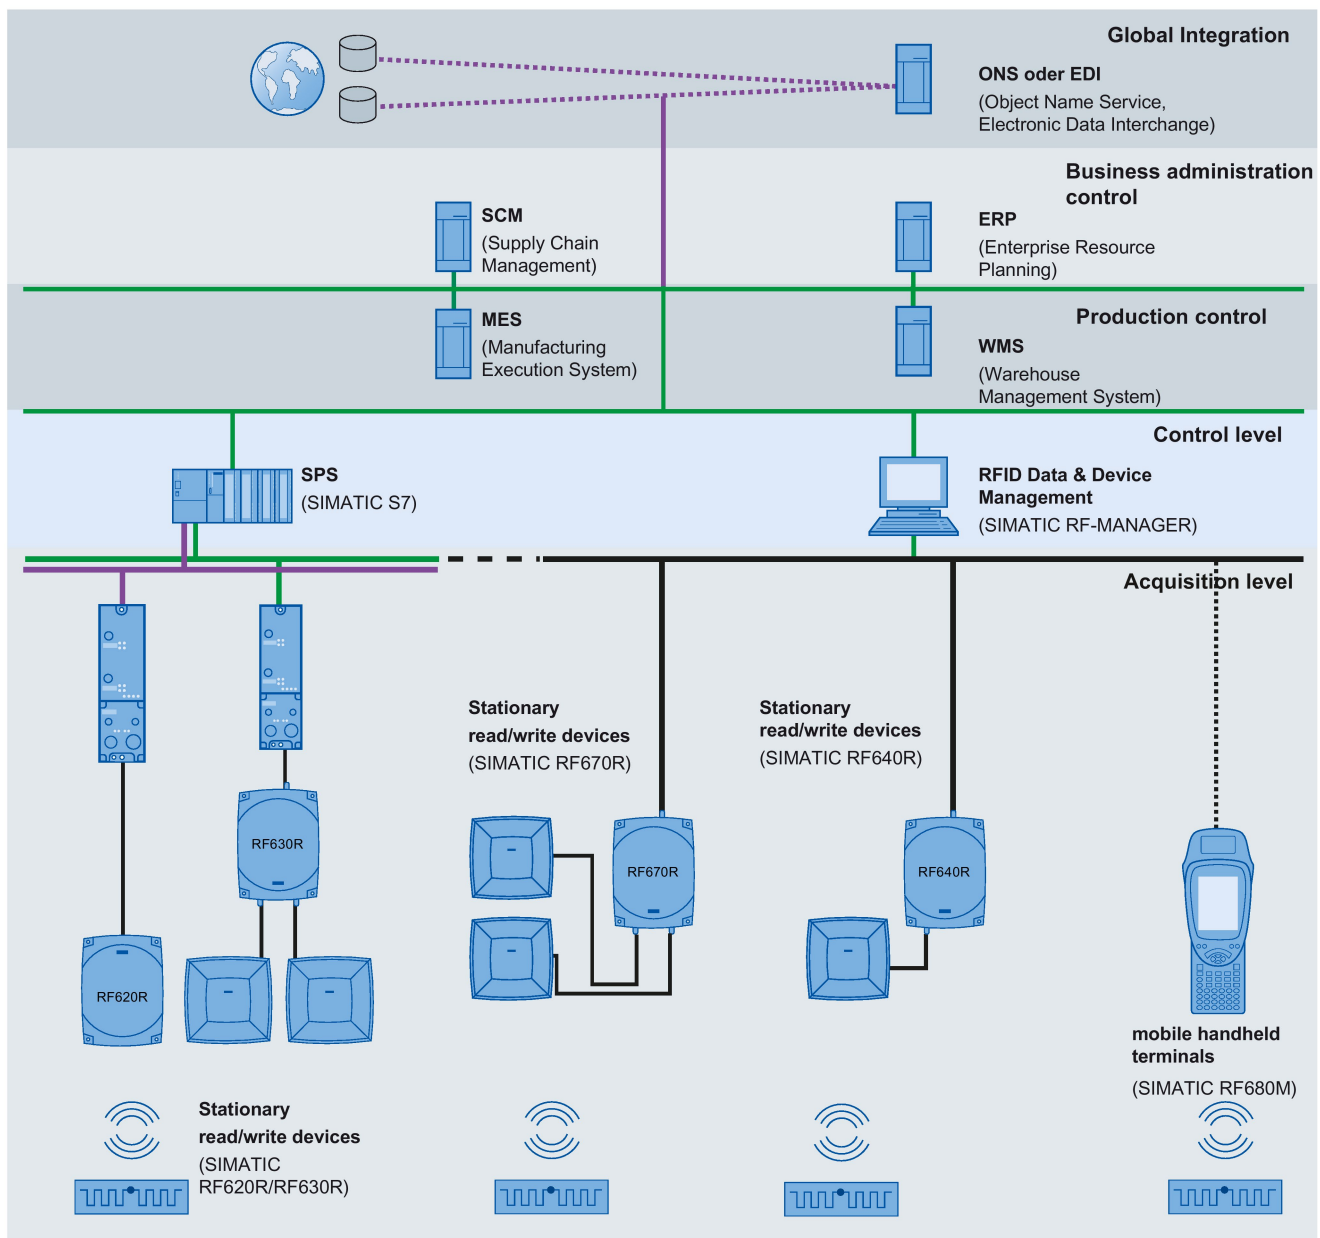 Global Integration
ONS oder EDI
(Object Name Service,
Electronic Data Interchange)
Business administration
control
SCM
(Supply Chain
Management)
ERP
(Enterprise Resource
Planning)
Production control
MES
(Manufacturing
Execution System)
WMS
(Warehouse
Management System)
Control level
SPS
(SIMATIC S7)
RFID Data & Device
Management
(SIMATIC RF-MANAGER)
Acquisition level
Stationary
read/write devices
(SIMATIC RF670R)
Stationary
read/write devices
(SIMATIC RF640R)
RF630R
RF670R
RF640R
RF620R
mobile handheld
terminals
(SIMATIC RF680M)
Stationary
read/write devices
(SIMATIC
RF620R/RF630R)